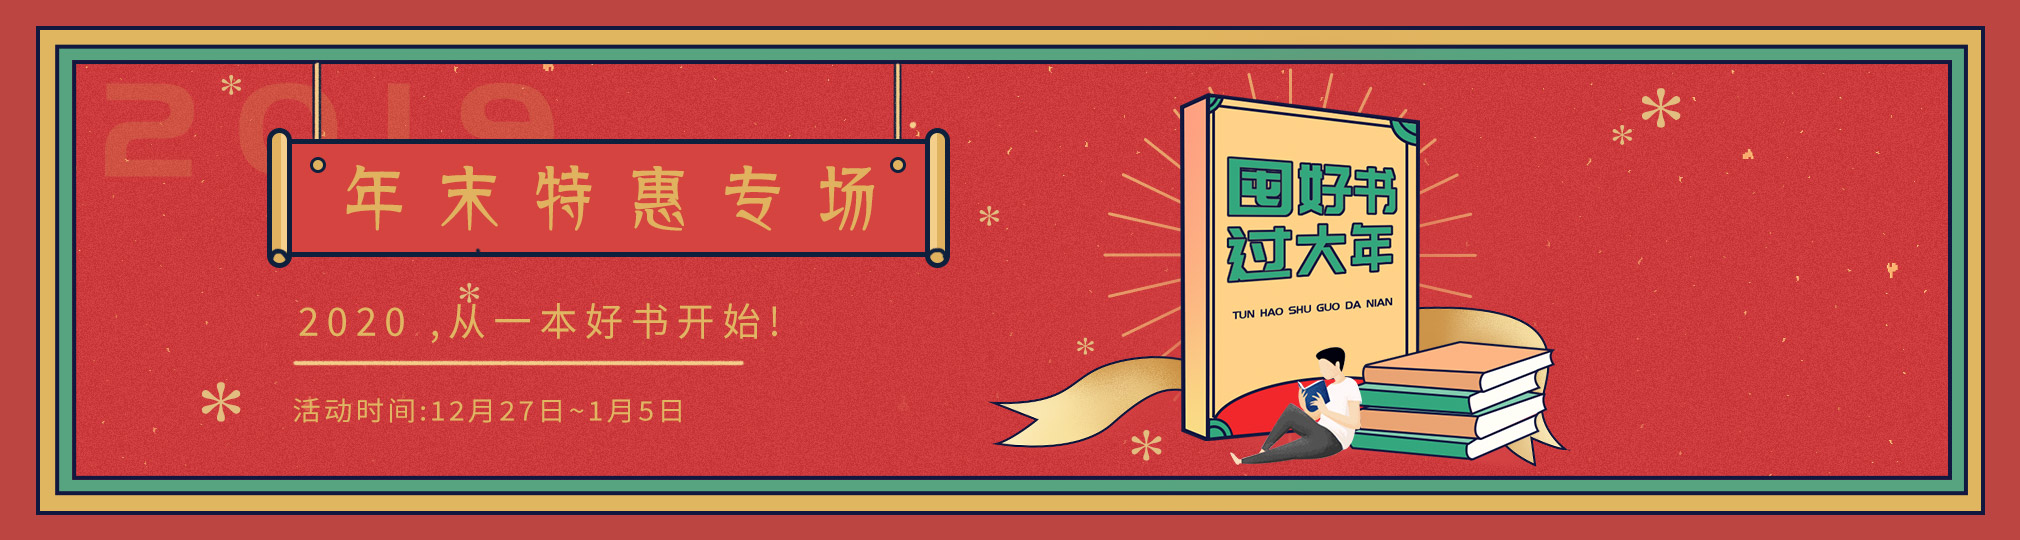 2019
年末特惠专场
2020 ,从一本好书开始!
活动时间:12月27日~1月5日
囤好书
过大年
TUN HAO SHU GUO DA NIAN